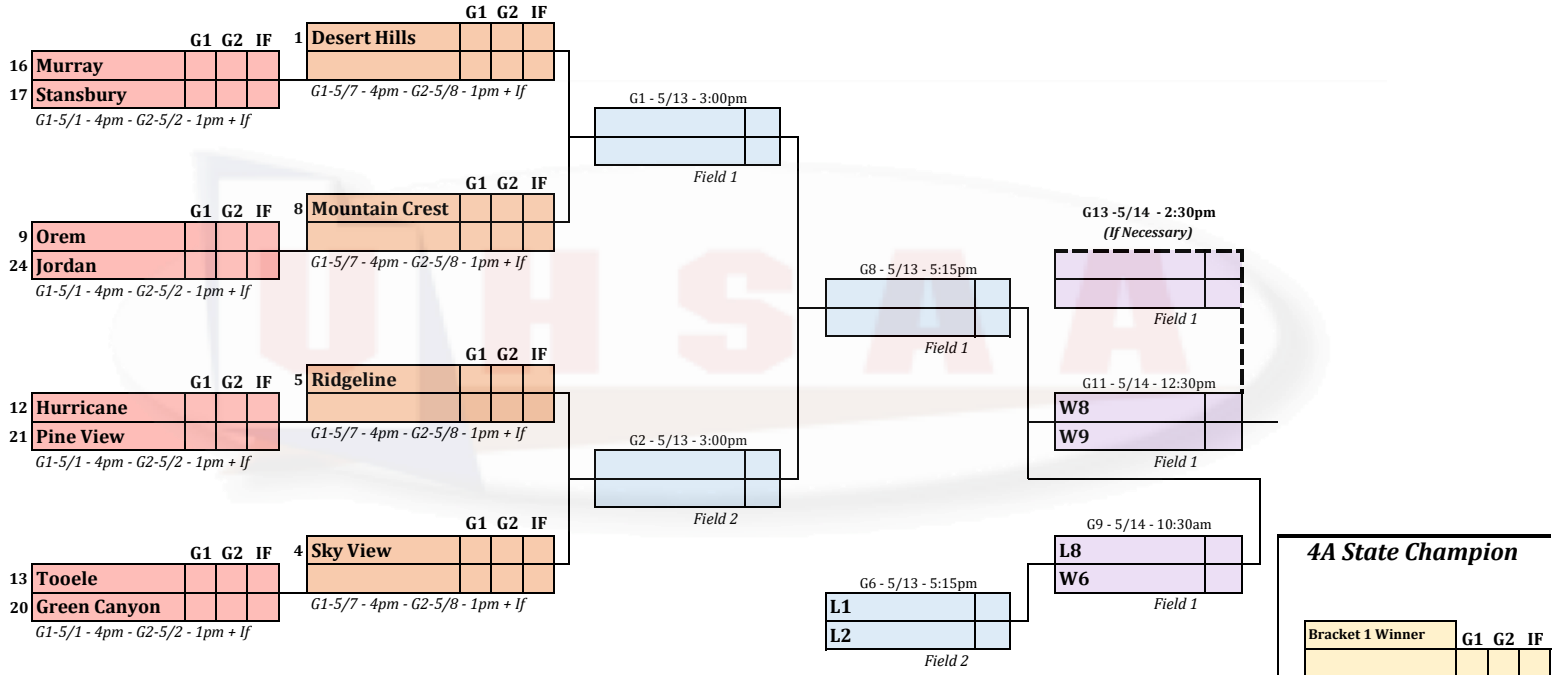 G1 G2 IF
1 Desert Hills
G1 G2 IF
16 Murray
17 Stansbury
G1-5/7 - 4pm - G2-5/8 - 1pm + If
G1-5/1 - 4pm - G2-5/2 - 1pm + If
G1 - 5/13 - 3:00pm
Field 1
G1 G2 IF
8 Mountain Crest
G1 G2 IF
9 Orem
24 Jordan
G1-5/7 - 4pm - G2-5/8 - 1pm + If
G1-5/1 - 4pm - G2-5/2 - 1pm + If
G13 -5/14 - 2:30pm
(If Necessary)
Field 1
G8 - 5/13 - 5:15pm
Field 1
UHSAA
G1 G2 IF
5 Ridgeline
G1 G2 IF
12 Hurricane
21 Pine View
G1-5/7 - 4pm - G2-5/8 - 1pm + If
G1-5/1 - 4pm - G2-5/2 - 1pm + If
G11 - 5/14 - 12:30pm
W8
W9
Field 1
G2 - 5/13 - 3:00pm
Field 2
G1 G2 IF
4 Sky View
G1 G2 IF
13 Tooele
20 Green Canyon
G1-5/7 - 4pm - G2-5/8 - 1pm + If
G1-5/1 - 4pm - G2-5/2 - 1pm + If
G9 - 5/14 - 10:30am
L8
W6
Field 1
G6 - 5/13 - 5:15pm
L1
L2
Field 2
4A State Champion
Bracket 1 Winner G1 G2 IF